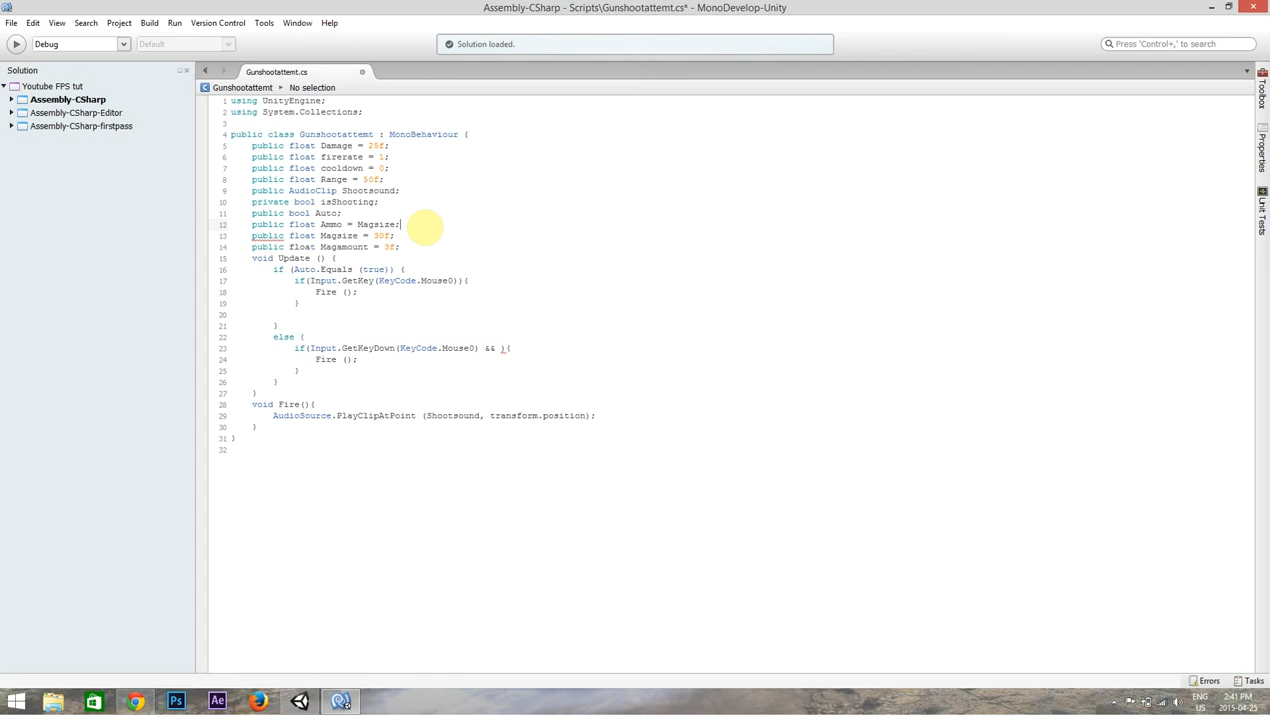 Assembly-CSharp - Scripts\Gunshootattemt.cs* - MonoDevelop-Unity
File Edit View Search Project Build Run Version Control Tools Window Help
Debug Default Solution loaded. Press 'Control+,' to search
Solution
Youtube FPS tut
Assembly-CSharp
Assembly-CSharp-Editor
Assembly-CSharp-firstpass
Gunshootattemt.cs
C Gunshootattemt No selection
1 using UnityEngine;
2 using System.Collections;
3
4 public class Gunshootattemt : MonoBehaviour {
5 public float Damage = 25f;
6 public float firerate = 1;
7 public float cooldown = 0;
8 public float Range = 50f;
9 public AudioClip Shootsound;
10 private bool isShooting;
11 public bool Auto;
12 public float Ammo = Magsize;
13 public float Magsize = 30f;
14 public float Magamount = 3f;
15 void Update () {
16 if (Auto.Equals (true)) {
17 if(Input.GetKey(KeyCode.Mouse0)){
18 Fire ();
19 }
20
21 }
22 else {
23 if(Input.GetKeyDown(KeyCode.Mouse0) && ){
24 Fire ();
25 }
26 }
27 }
28 void Fire(){
29 AudioSource.PlayClipAtPoint (Shootsound, transform.position);
30 }
31 }
32
Toolbox
Properties
Unit Tests
Errors Tasks
Ps Ae
ENG
US
2:41 PM
2015-04-25